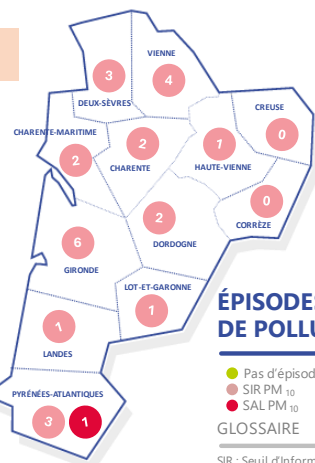 VIENNE
3
4
DEUX-SÈVRES
CREUSE
CHARENTE-MARITIME
2
1
0
2
CHARENTE
HAUTE-VIENNE
0
2
CORRÈZE
6
DORDOGNE
GIRONDE
LOT-ET-GARONNE
1
1
LANDES
PYRÉNÉES-ATLANTIQUES
3
1
ÉPISODES
DE POLLU
Pas d'épisod
SIR PM 10
SAL PM 10
GLOSSAIRE
SIR : Seuil d'Inform